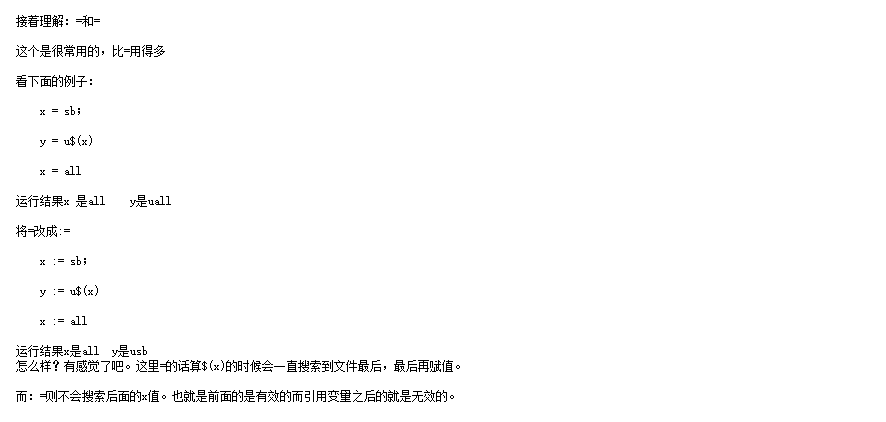 接着理解：=和=
这个是很常用的，比=用得多
看下面的例子：
x = sb；
y = u$(x)
x = all
运行结果x 是all    y是uall
将=改成:=
x := sb；
y := u$(x)
x := all
运行结果x是all  y是usb
怎么样？有感觉了吧。这里=的话算$(x)的时候会一直搜索到文件最后，最后再赋值。
而：=则不会搜索后面的x值。也就是前面的是有效的而引用变量之后的就是无效的。